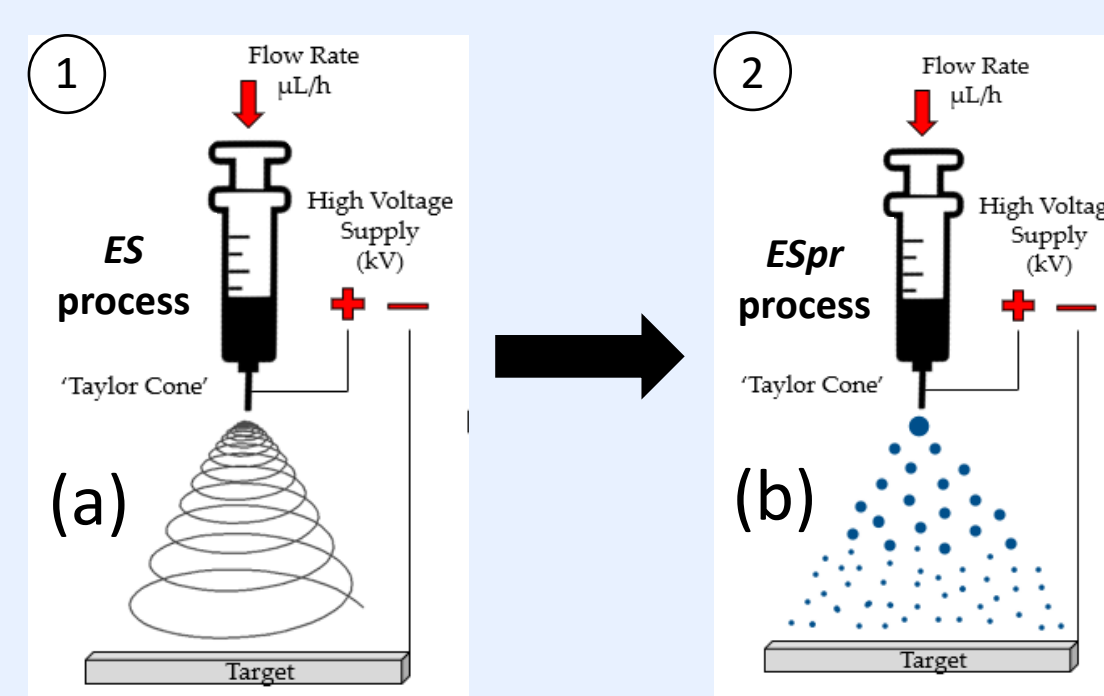 1
Flow Rate
μL/h
High Voltage
Supply
(kV)
ES
process
'Taylor Cone'
(a)
Target
2
Flow Rate
μL/h
High Voltag
Supply
(kV)
ESpr
process
'Taylor Cone'
(b)
Target